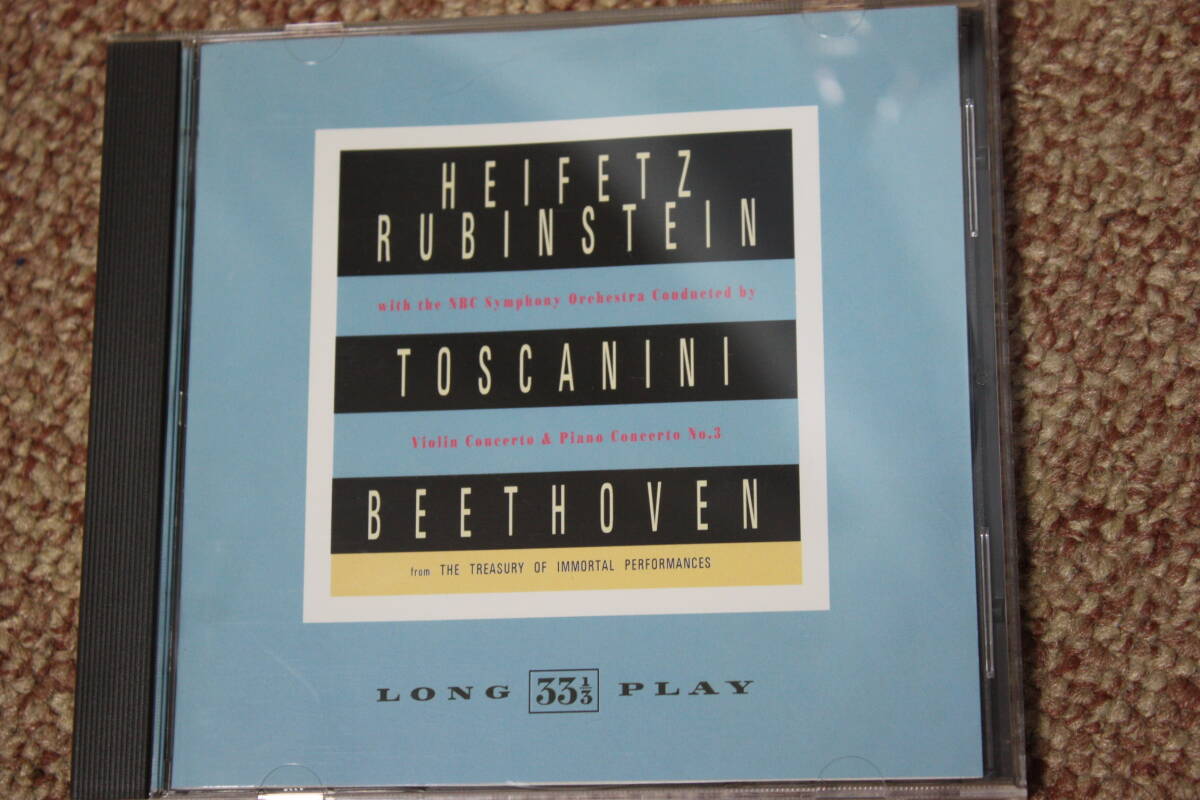 HEIFETZ
RUBINSTEIN
with the NBC Symphony Orchestra Conducted by
TOSCANINI
Violin Concerto & Piano Concerto No.3
BEETHOVEN
from THE TREASURY OF IMMORTAL PERFORMANCES
LONG 33⅓ PLAY